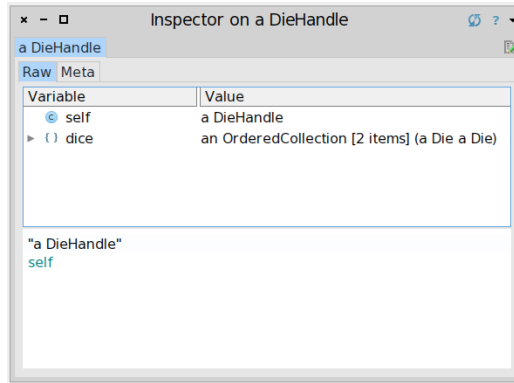 Inspector on a DieHandle ?
a DieHandle
Raw Meta
Variable Value
self a DieHandle
dice an OrderedCollection [2 items] (a Die a Die)
"a DieHandle"
self